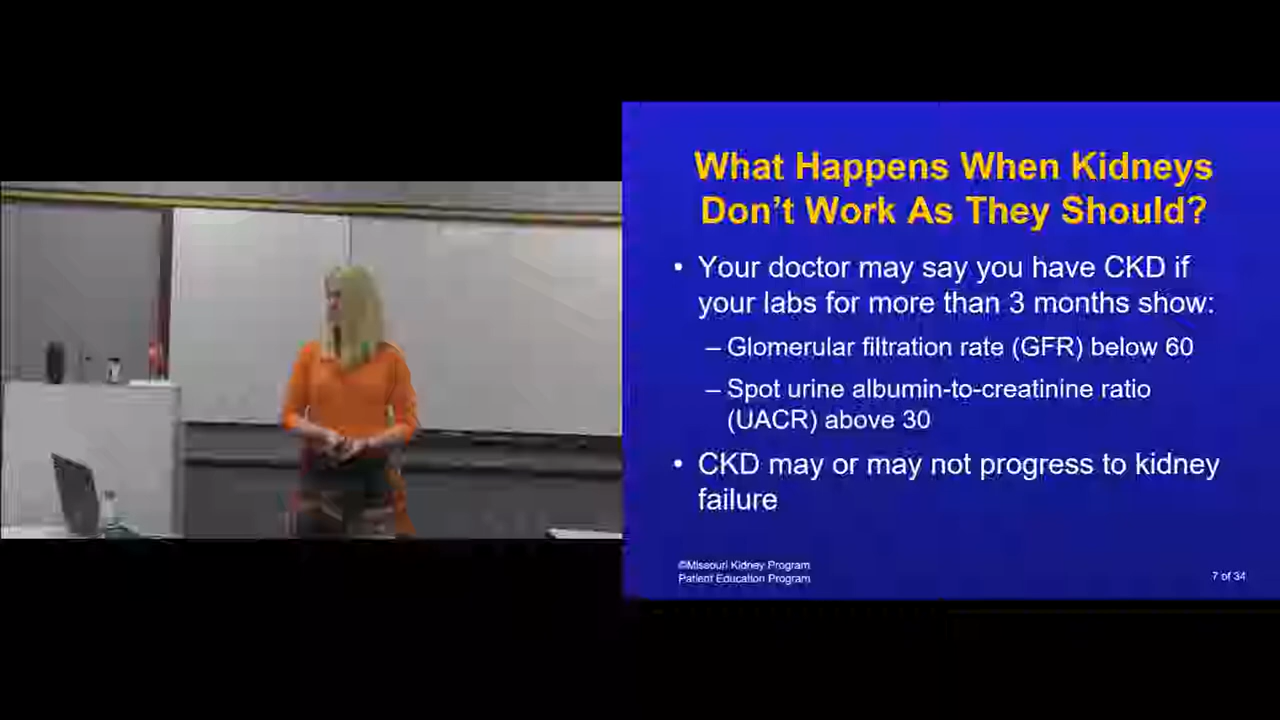 What Happens When Kidneys
Don't Work As They Should?
• Your doctor may say you have CKD if
your labs for more than 3 months show:
– Glomerular filtration rate (GFR) below 60
– Spot urine albumin-to-creatinine ratio
(UACR) above 30
• CKD may or may not progress to kidney
failure
©Missouri Kidney Program
Patient Education Program
7 of 34